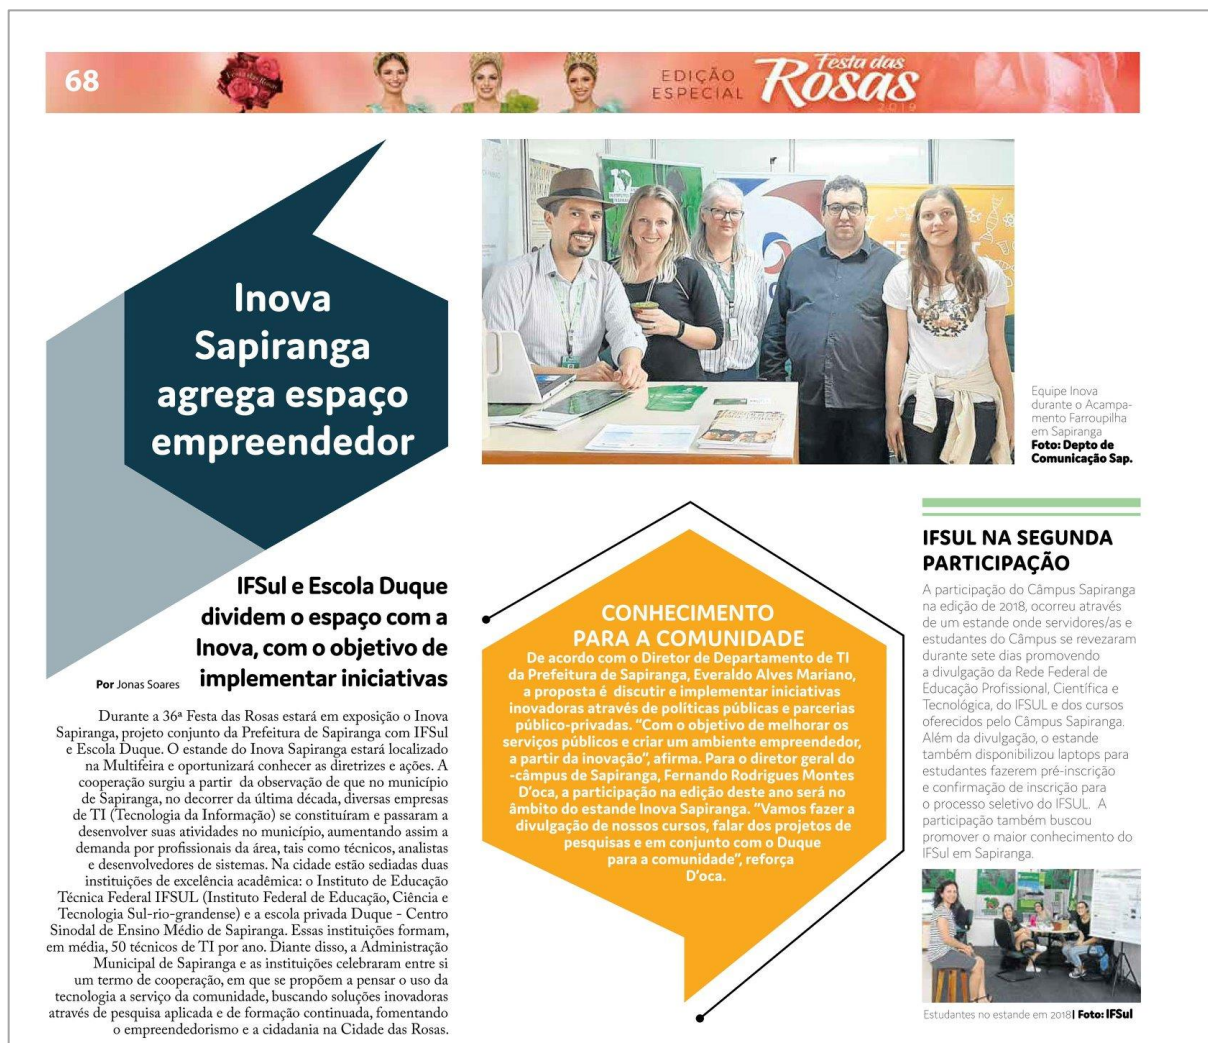 68
Festa das Rosas
EDIÇÃO
ESPECIAL
Festa das
Rosas
2019
Inova
Sapiranga
agrega espaço
empreendedor
Equipe Inova
durante o Acampa-
mento Farroupilha
em Sapiranga
Foto: Depto de
Comunicação Sap.
IFSul e Escola Duque
dividem o espaço com a
Inova, com o objetivo de
implementar iniciativas
Por Jonas Soares
Durante a 36ª Festa das Rosas estará em exposição o Inova
Sapiranga, projeto conjunto da Prefeitura de Sapiranga com IFSul
e Escola Duque. O estande do Inova Sapiranga estará localizado
na Multifeira e oportunizará conhecer as diretrizes e ações. A
cooperação surgiu a partir da observação de que no município
de Sapiranga, no decorrer da última década, diversas empresas
de TI (Tecnologia da Informação) se constituíram e passaram a
desenvolver suas atividades no município, aumentando assim a
demanda por profissionais da área, tais como técnicos, analistas
e desenvolvedores de sistemas. Na cidade estão sediadas duas
instituições de excelência acadêmica: o Instituto de Educação
Técnica Federal IFSUL (Instituto Federal de Educação, Ciência e
Tecnologia Sul-rio-grandense) e a escola privada Duque - Centro
Sinodal de Ensino Médio de Sapiranga. Essas instituições formam,
em média, 50 técnicos de TI por ano. Diante disso, a Administração
Municipal de Sapiranga e as instituições celebraram entre si
um termo de cooperação, em que se propõem a pensar o uso da
tecnologia a serviço da comunidade, buscando soluções inovadoras
através de pesquisa aplicada e de formação continuada, fomentando
o empreendedorismo e a cidadania na Cidade das Rosas.
CONHECIMENTO
PARA A COMUNIDADE
De acordo com o Diretor de Departamento de TI
da Prefeitura de Sapiranga, Everaldo Alves Mariano,
a proposta é discutir e implementar iniciativas
inovadoras através de políticas públicas e parcerias
público-privadas. “Com o objetivo de melhorar os
serviços públicos e criar um ambiente empreendedor,
a partir da inovação”, afirma. Para o diretor geral do
-câmpus de Sapiranga, Fernando Rodrigues Montes
D’oca, a participação na edição deste ano será no
âmbito do estande Inova Sapiranga. “Vamos fazer a
divulgação de nossos cursos, falar dos projetos de
pesquisas e em conjunto com o Duque
para a comunidade”, reforça
D’oca.
IFSUL NA SEGUNDA
PARTICIPAÇÃO
A participação do Câmpus Sapiranga
na edição de 2018, ocorreu através
de um estande onde servidores/as e
estudantes do Câmpus se revezaram
durante sete dias promovendo
a divulgação da Rede Federal de
Educação Profissional, Científica e
Tecnológica, do IFSUL e dos cursos
oferecidos pelo Câmpus Sapiranga.
Além da divulgação, o estande
também disponibilizou laptops para
estudantes fazerem pré-inscrição
e confirmação de inscrição para
o processo seletivo do IFSUL. A
participação também buscou
promover o maior conhecimento do
IFSul em Sapiranga.
Estudantes no estande em 2018| Foto: IFSul